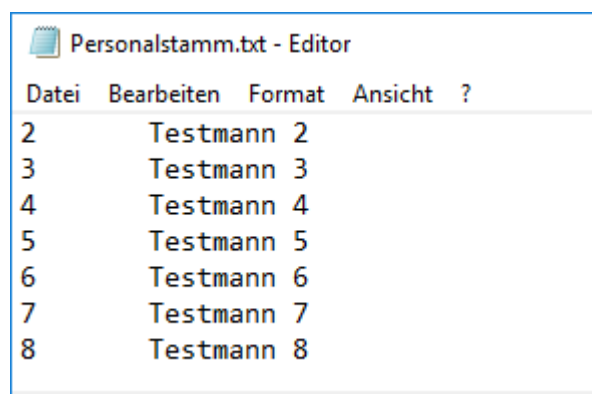 Personalstamm.txt - Editor
Datei Bearbeiten Format Ansicht ?
2 Testmann 2
3 Testmann 3
4 Testmann 4
5 Testmann 5
6 Testmann 6
7 Testmann 7
8 Testmann 8